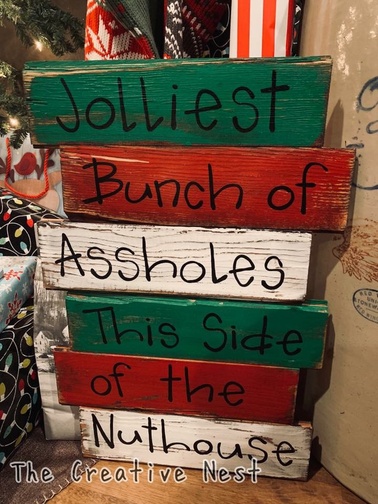 Jolliest
Bunch of
Assholes
This Side
of the
Nuthouse
The Creative Nest